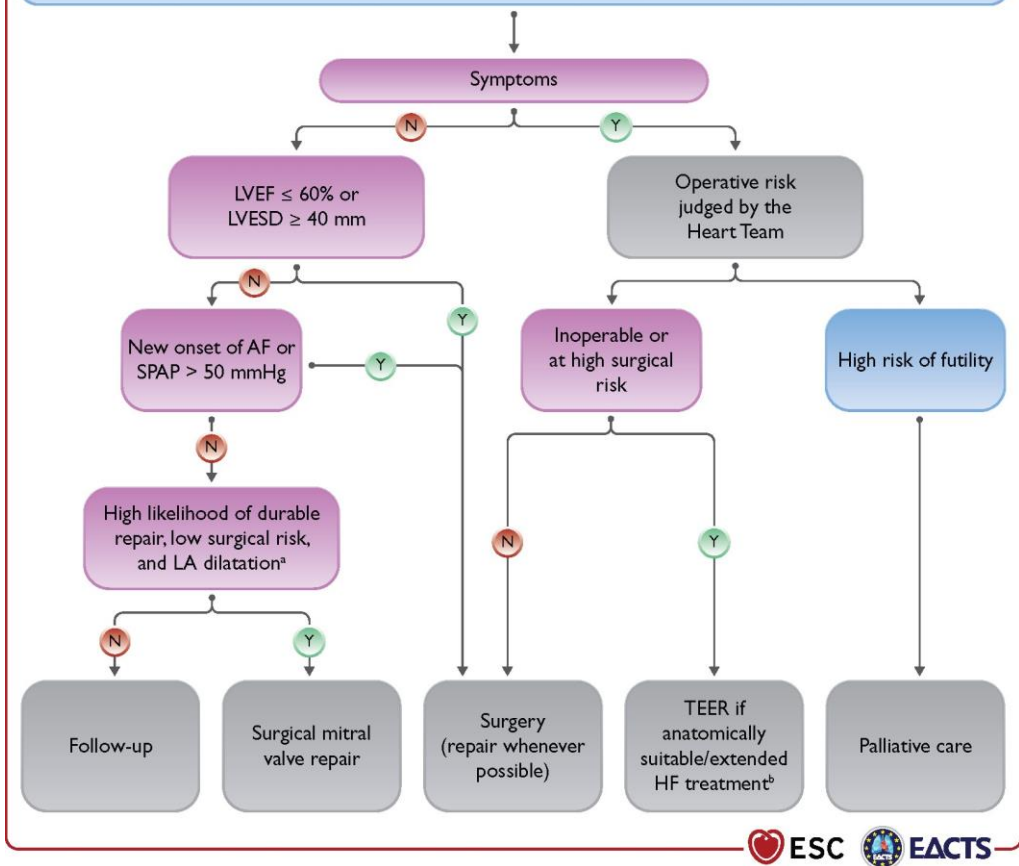 Symptoms
N
Y
LVEF ≤ 60% or
LVESD ≥ 40 mm
Operative risk
judged by the
Heart Team
N
Y
New onset of AF or
SPAP > 50 mmHg
Y
Inoperable or
at high surgical
risk
High risk of futility
N
High likelihood of durable
repair, low surgical risk,
and LA dilatationᵃ
N
Y
N
Y
Follow-up
Surgical mitral
valve repair
Surgery
(repair whenever
possible)
TEER if
anatomically
suitable/extended
HF treatmentᵇ
Palliative care
ESC
EACTS
EACTS